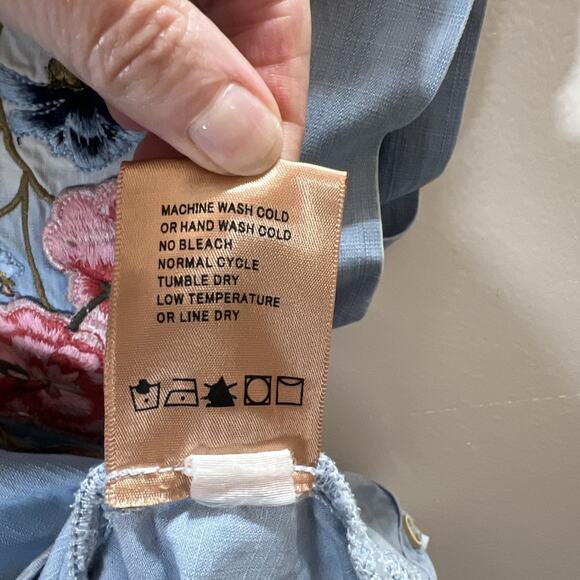 MACHINE WASH COLD
OR HAND WASH COLD
NO BLEACH
NORMAL CYCLE
TUMBLE DRY
LOW TEMPERATURE
OR LINE DRY